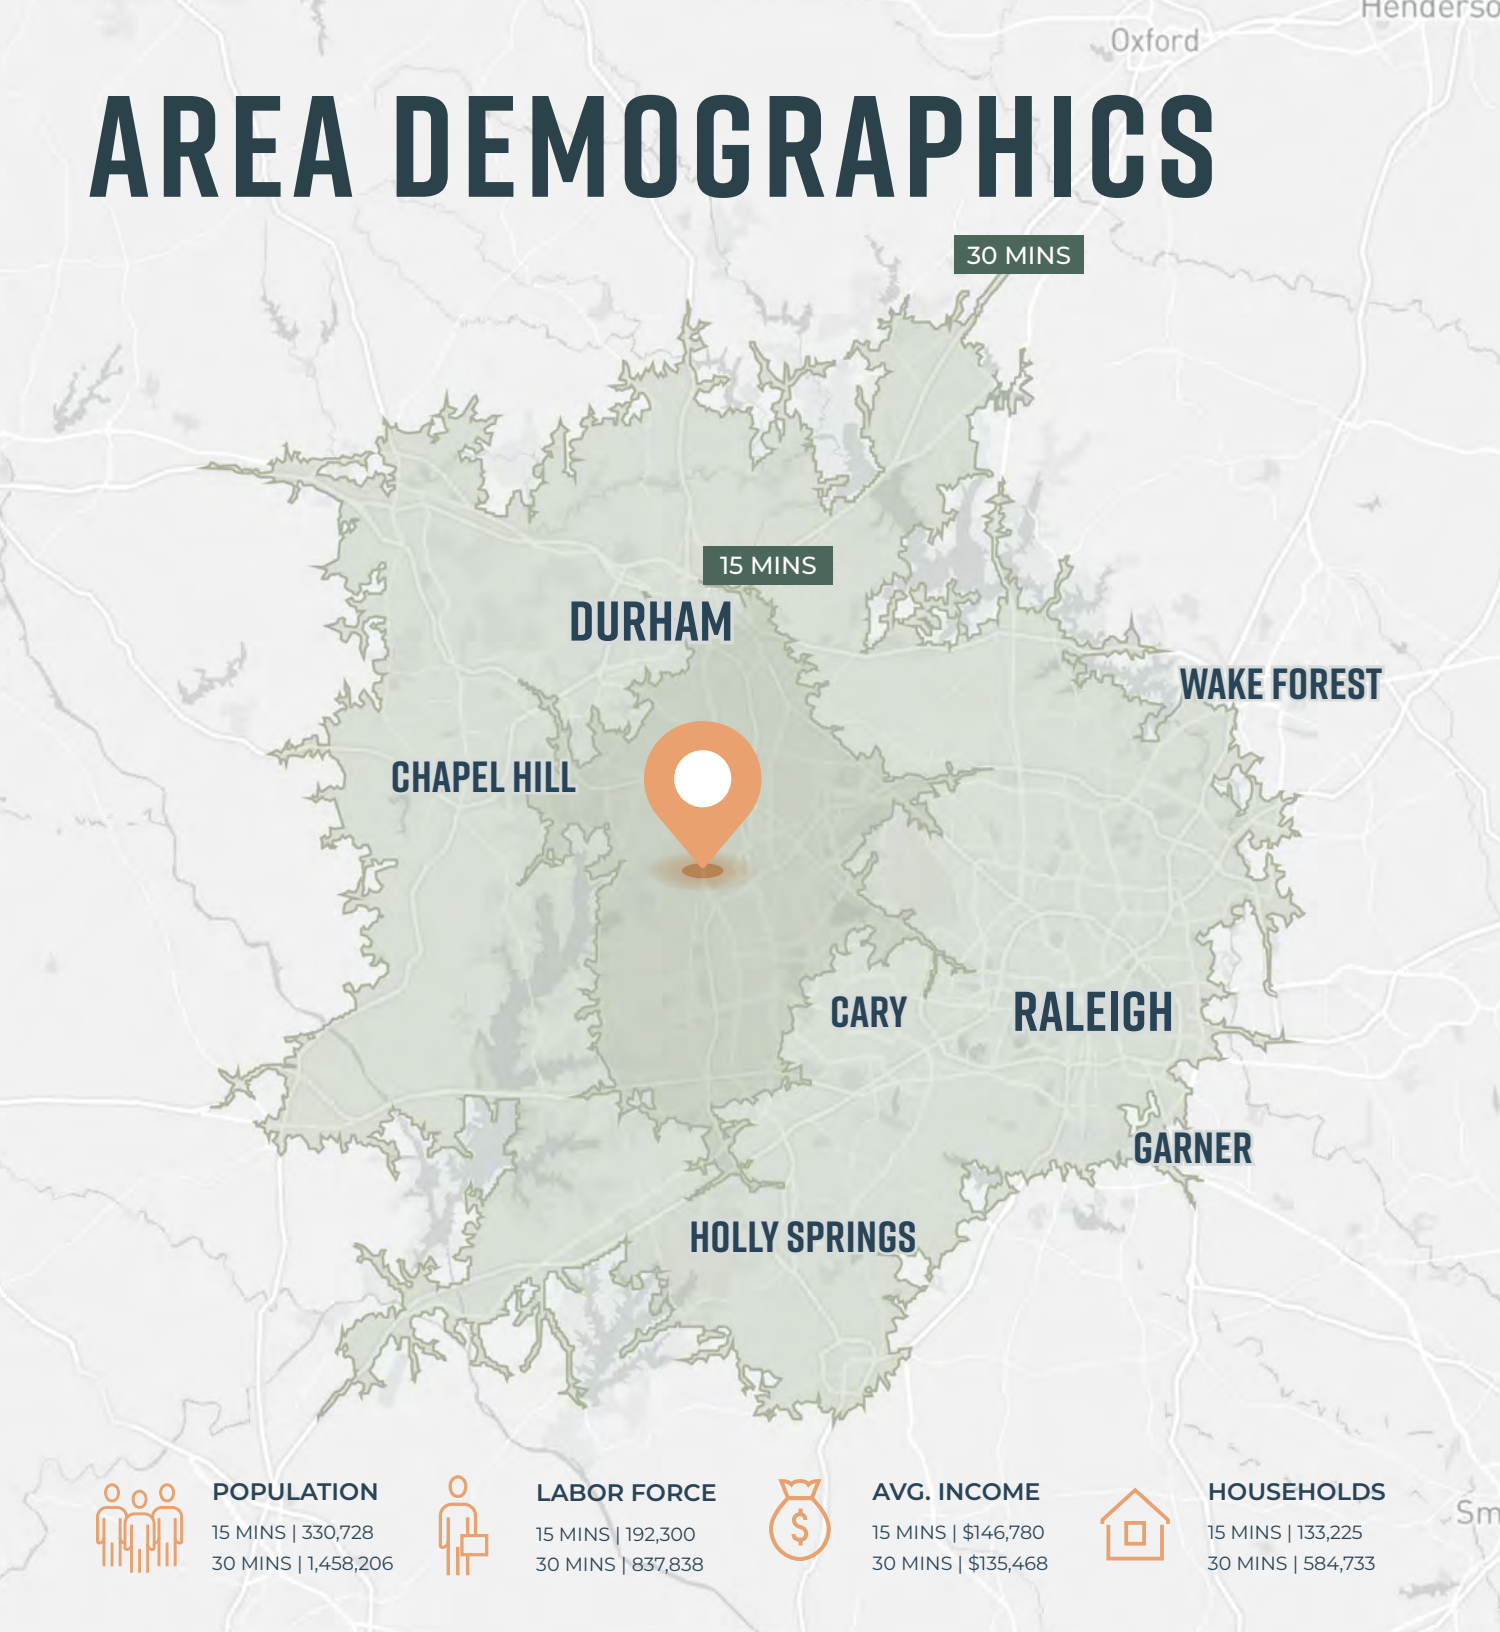 Henderso
Oxford
AREA DEMOGRAPHICS
30 MINS
15 MINS
DURHAM
WAKE FOREST
CHAPEL HILL
CARY
RALEIGH
GARNER
HOLLY SPRINGS
POPULATION
15 MINS | 330,728
30 MINS | 1,458,206
LABOR FORCE
15 MINS | 192,300
30 MINS | 837,838
$
AVG. INCOME
15 MINS | $146,780
30 MINS | $135,468
HOUSEHOLDS
15 MINS | 133,225
30 MINS | 584,733
Sm